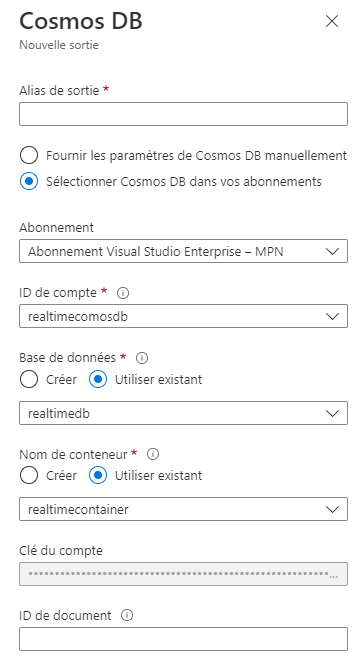 Cosmos DB
Nouvelle sortie
Alias de sortie *
Fournir les paramètres de Cosmos DB manuellement
Sélectionner Cosmos DB dans vos abonnements
Abonnement
Abonnement Visual Studio Enterprise – MPN
ID de compte *
realtimecomosdb
Base de données *
Créer Utiliser existant
realtimedb
Nom de conteneur *
Créer Utiliser existant
realtimecontainer
Clé du compte
ID de document